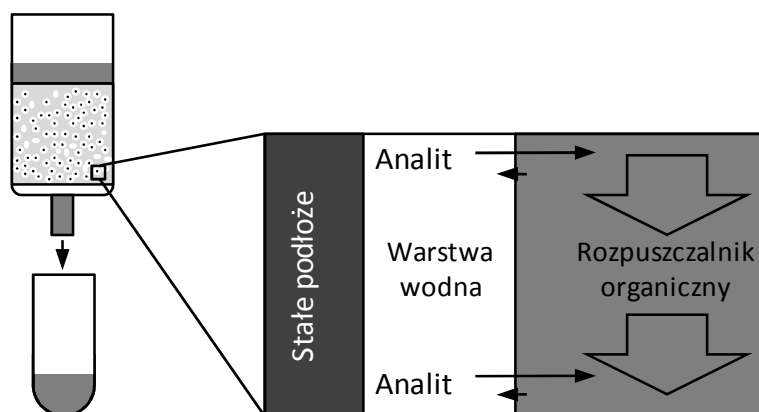 Analit
Stałe podłoże
Warstwa
wodna
Rozpuszczalnik
organiczny
Analit